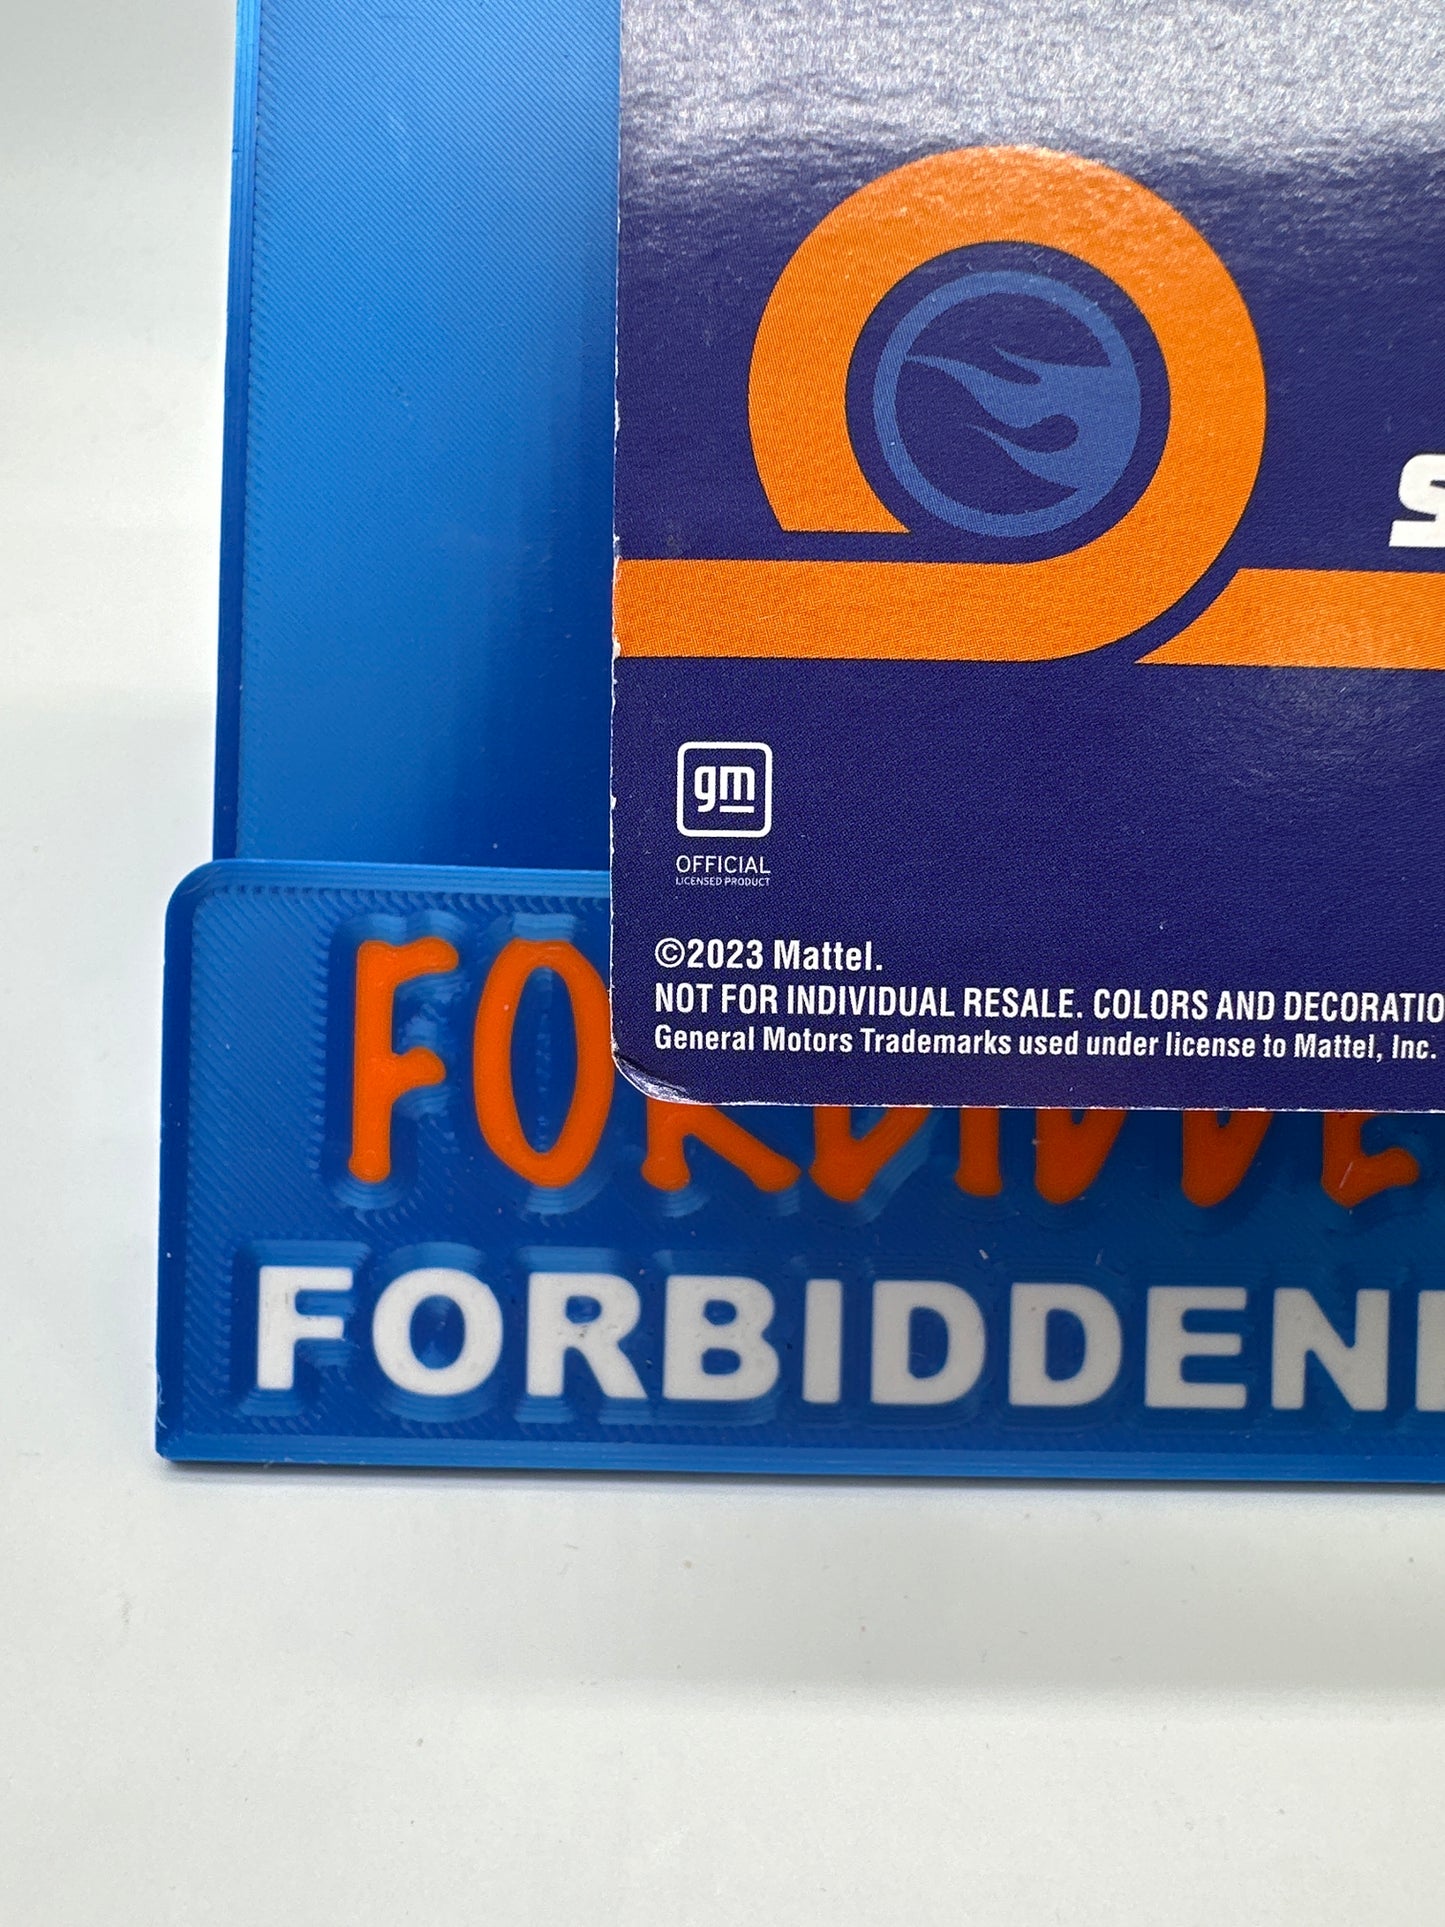 gm
OFFICIAL
LICENSED PRODUCT
©2023 Mattel.
NOT FOR INDIVIDUAL RESALE. COLORS AND DECORATIO
General Motors Trademarks used under license to Mattel, Inc.
FORBIDDE
FORBIDDEN